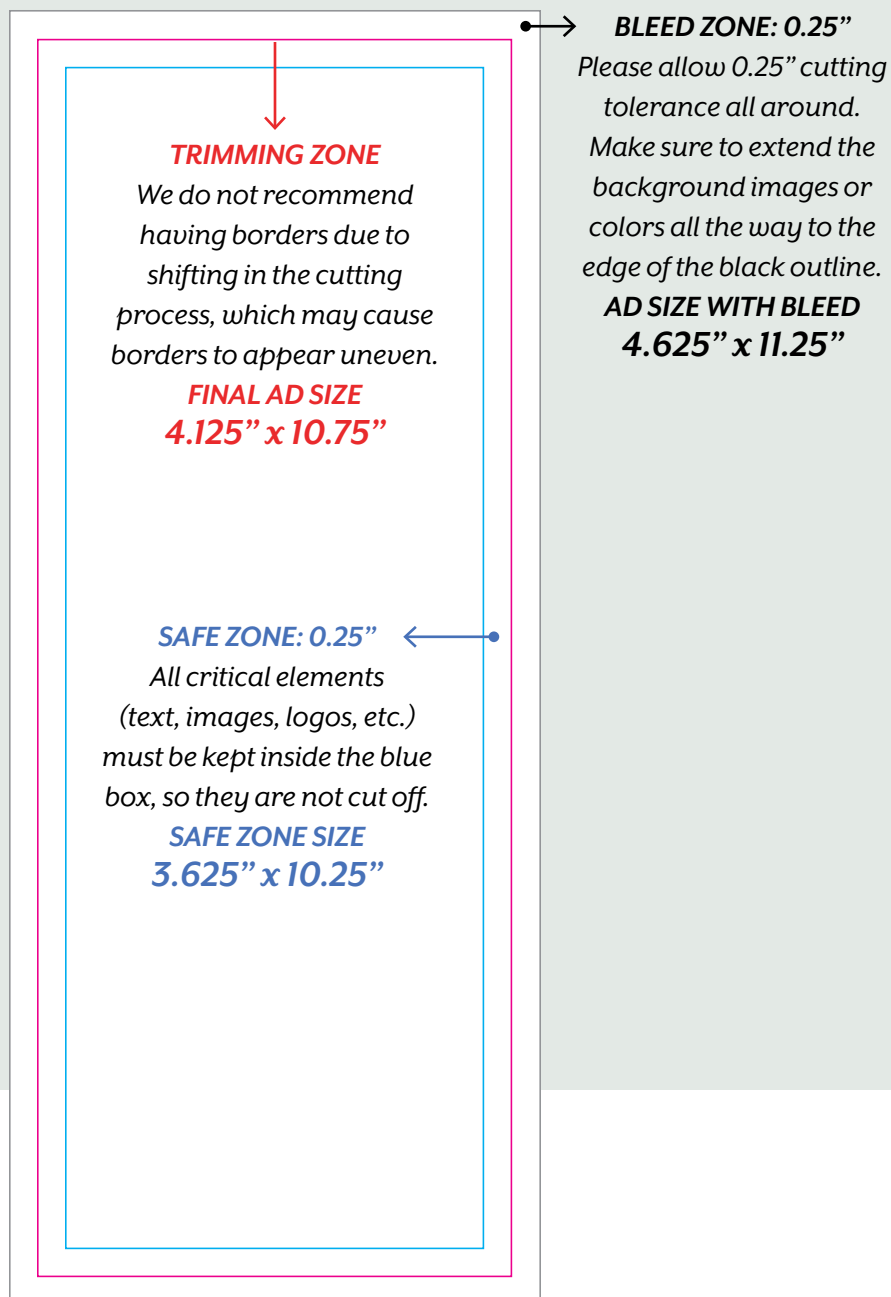 BLEED ZONE: 0.25”
Please allow 0.25” cutting
tolerance all around.
Make sure to extend the
background images or
colors all the way to the
edge of the black outline.
AD SIZE WITH BLEED
4.625” x 11.25”
TRIMMING ZONE
We do not recommend
having borders due to
shifting in the cutting
process, which may cause
borders to appear uneven.
FINAL AD SIZE
4.125” x 10.75”
SAFE ZONE: 0.25”
All critical elements
(text, images, logos, etc.)
must be kept inside the blue
box, so they are not cut off.
SAFE ZONE SIZE
3.625” x 10.25”